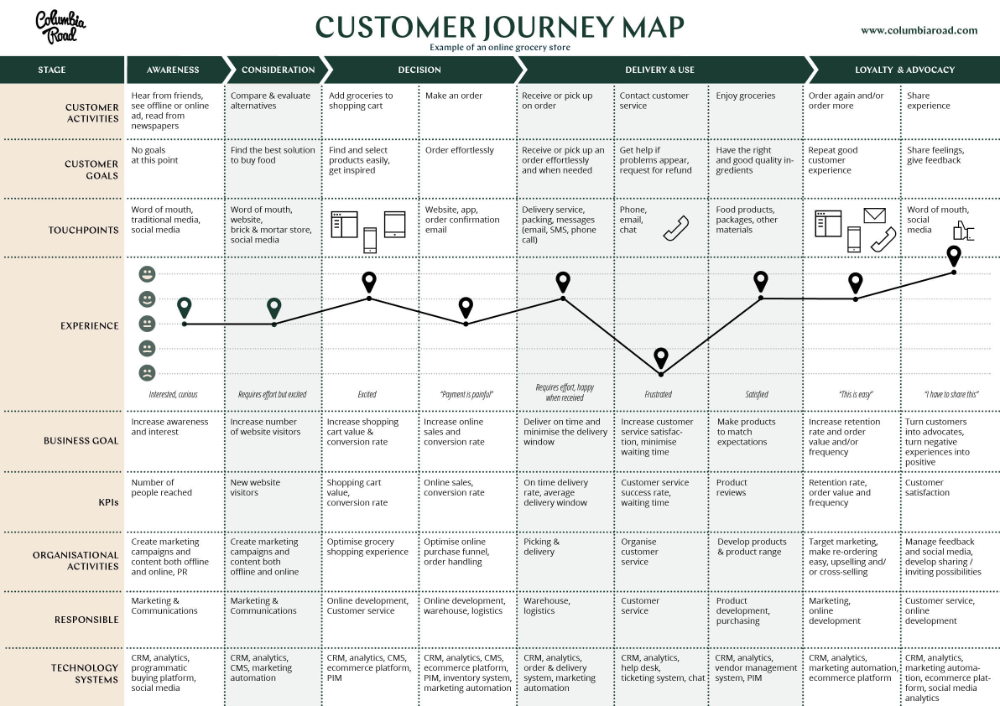 Columbia
Road
CUSTOMER JOURNEY MAP
Example of an online grocery store
www.columbiaroad.com
STAGE
AWARENESS
CONSIDERATION
DECISION
DELIVERY & USE
LOYALTY & ADVOCACY
CUSTOMER
ACTIVITIES
Hear from friends,
see offline or online
ad, read from
newspapers
Compare & evaluate
alternatives
Add groceries to
shopping cart
Make an order
Receive or pick up
on order
Contact customer
service
Enjoy groceries
Order again and/or
order more
Share
experience
CUSTOMER
GOALS
No goals
at this point
Find the best solution
to buy food
Find and select
products easily,
get inspired
Order effortlessly
Receive or pick up an
order effortlessly
and when needed
Get help if
problems appear,
request for refund
Have the right
and good quality in-
gredients
Repeat good
customer
experience
Share feelings,
give feedback
TOUCHPOINTS
Word of mouth,
traditional media,
social media
Word of mouth,
website,
brick & mortar store,
social media
Website, app,
order confirmation
email
Delivery service,
packing, messages
(email, SMS, phone
call)
Phone,
email,
chat
Food products,
packages, other
materials
Word of mouth,
social
media
EXPERIENCE
Interested, curious
Requires effort but excited
Excited
"Payment is painful"
Requires effort, happy
when received
Frustrated
Satisfied
"This is easy"
"I have to share this"
BUSINESS GOAL
Increase awareness
and interest
Increase number
of website visitors
Increase shopping
cart value &
conversion rate
Increase online
sales and
conversion rate
Deliver on time and
minimise the delivery
window
Increase customer
service satisfac-
tion, minimise
waiting time
Make products
to match
expectations
Increase retention
rate and order
value and/or
frequency
Turn customers
into advocates,
turn negative
experiences into
positive
KPIs
Number of
people reached
New website
visitors
Shopping cart
value,
conversion rate
Online sales,
conversion rate
On time delivery
rate, average
delivery window
Customer service
success rate,
waiting time
Product
reviews
Retention rate,
order value and
frequency
Customer
satisfaction
ORGANISATIONAL
ACTIVITIES
Create marketing
campaigns and
content both offline
and online, PR
Create marketing
campaigns and
content both
offline and online
Optimise grocery
shopping experience
Optimise online
purchase funnel,
order handling
Picking &
delivery
Organise
customer
service
Develop products
& product range
Target marketing,
make re-ordering
easy, upselling and/
or cross-selling
Manage feedback
and social media,
develop sharing /
inviting possibilities
RESPONSIBLE
Marketing &
Communications
Marketing &
Communications
Online development,
Customer service
Online development,
warehouse, logistics
Warehouse,
logistics
Customer
service
Product
development,
purchasing
Marketing,
online
development
Customer service,
online
development
TECHNOLOGY
SYSTEMS
CRM, analytics,
programmatic
buying platform,
social media
CRM, analytics,
CMS, marketing
automation
CRM, analytics, CMS,
ecommerce platform,
PIM
CRM, analytics, CMS,
ecommerce platform,
PIM, inventory system,
marketing automation
CRM, analytics,
order & delivery
system, marketing
automation
CRM, analytics,
help desk,
ticketing system, chat
CRM, analytics,
vendor management
system, PIM
CRM, analytics,
marketing automation,
ecommerce platform
CRM, analytics,
marketing automa-
tion, ecommerce plat-
form, social media
analytics